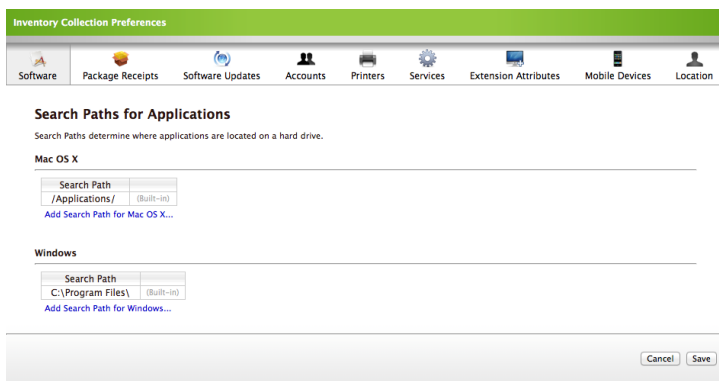 Inventory Collection Preferences
Software Package Receipts Software Updates Accounts Printers Services Extension Attributes Mobile Devices Location
Search Paths for Applications
Search Paths determine where applications are located on a hard drive.
Mac OS X
Search Path
/Applications/ (Built-in)
Add Search Path for Mac OS X...
Windows
Search Path
C:\Program Files\ (Built-in)
Add Search Path for Windows...
Cancel Save